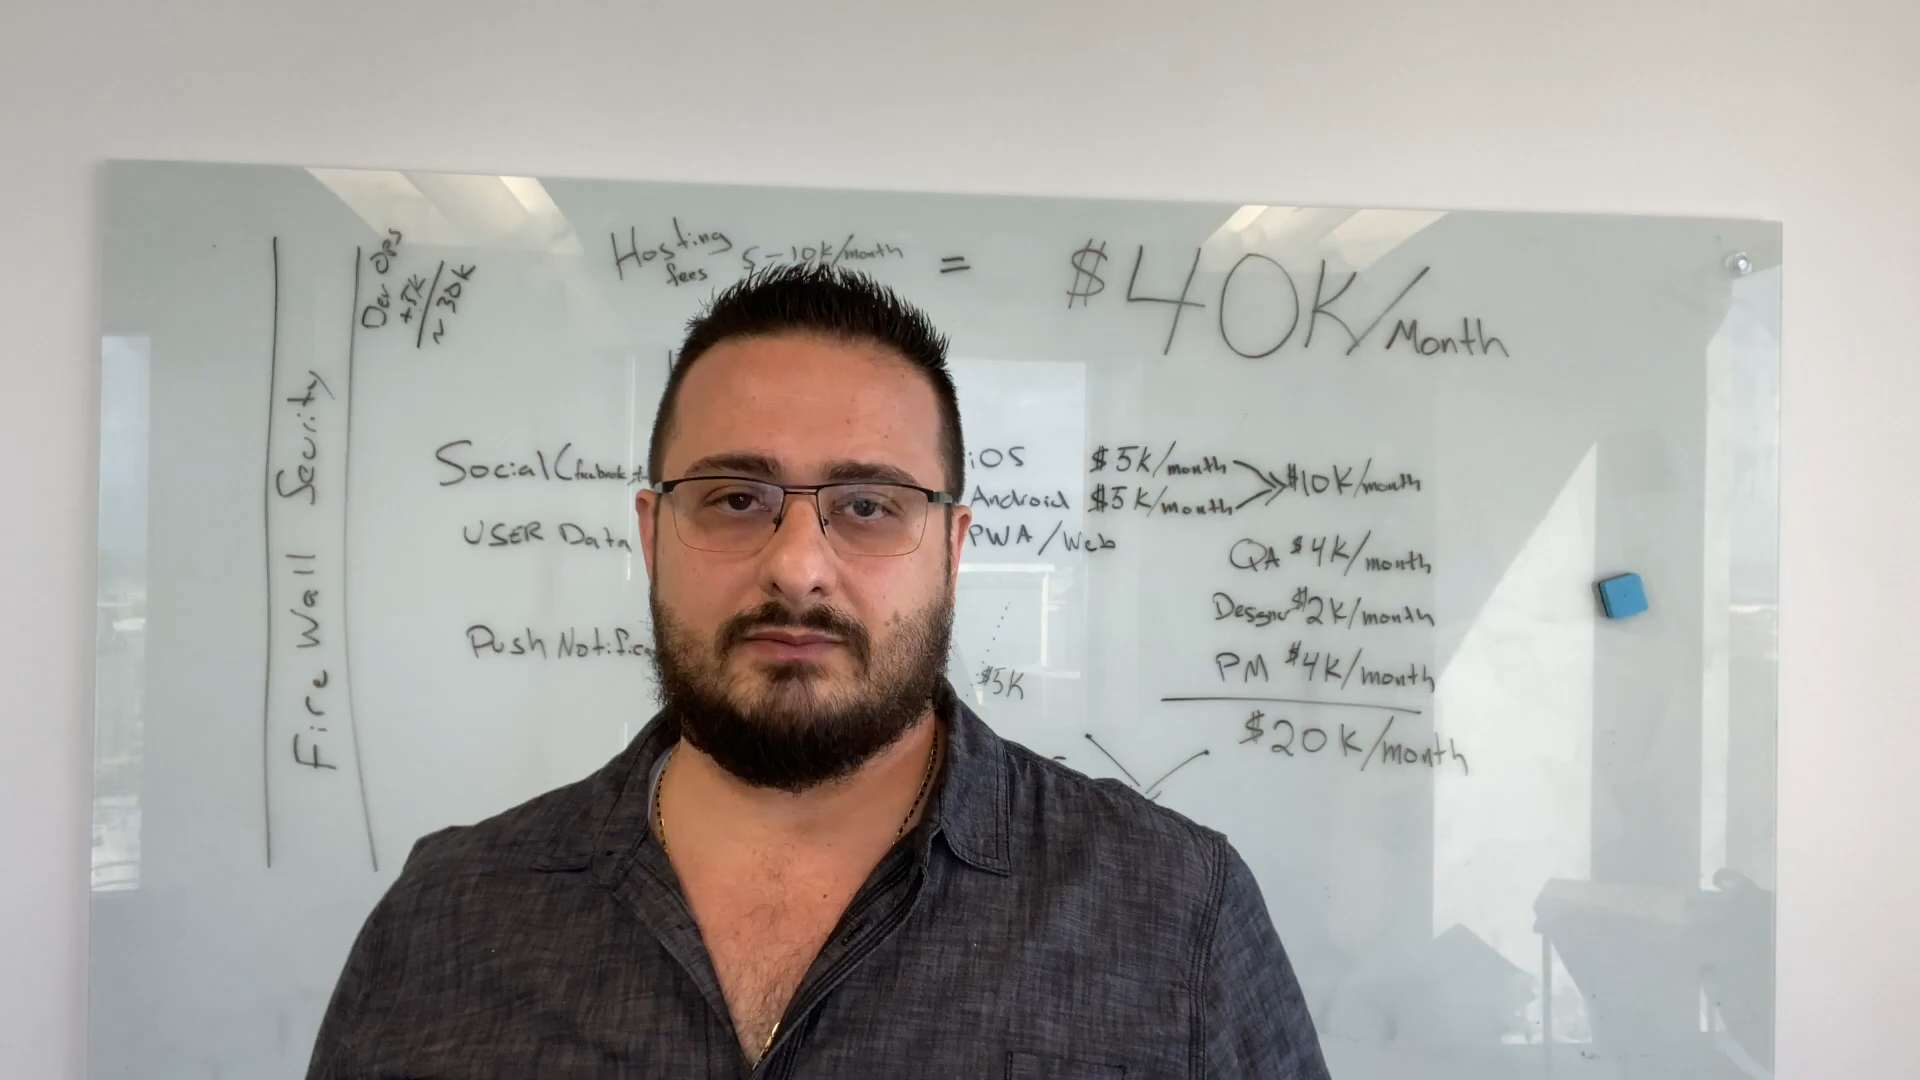 Fire Wall Security
Dev Ops
+5K
~30K
Hosting
fees
5-10K/month
=
$40K/Month
Social (facebook
USER Data
Push Notifica
iOS $5K/month
Android $5K/month
$10K/month
PWA/Web
QA $4K/month
$2K/month
PM $4K/month
$5K
$20K/month